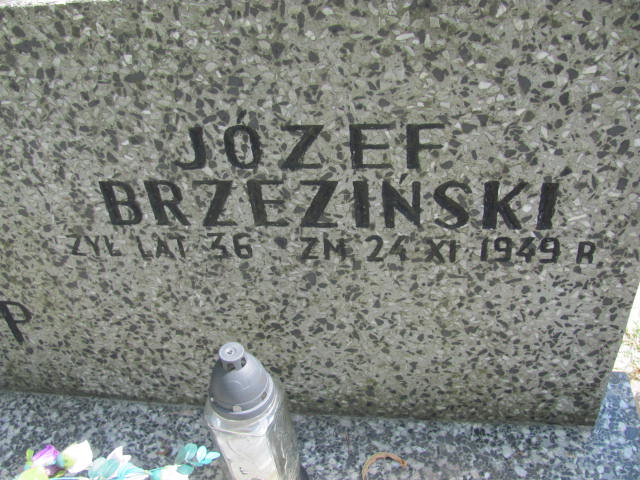 JÓZEF
BRZEZIŃSKI
ŻYŁ LAT 36 ZM. 24 XI 1949 R
P